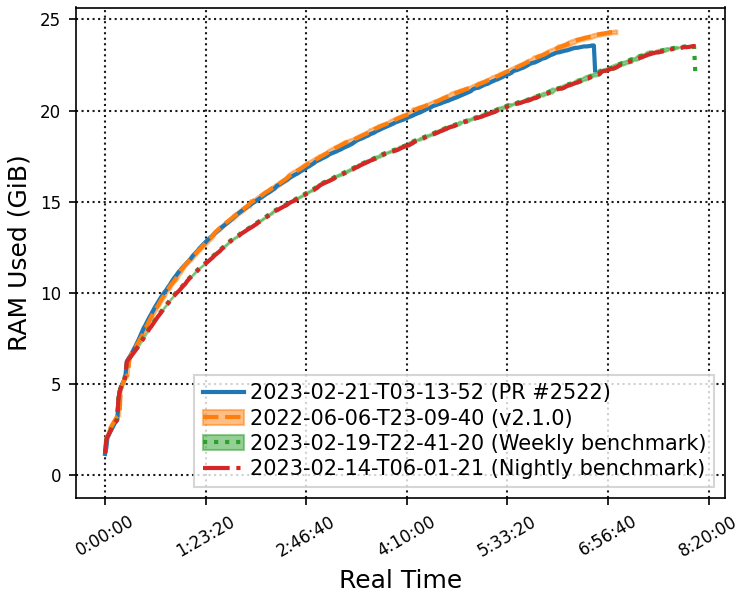 25
20
15
10
5
0
RAM Used (GiB)
2023-02-21-T03-13-52 (PR #2522)
2022-06-06-T23-09-40 (v2.1.0)
2023-02-19-T22-41-20 (Weekly benchmark)
2023-02-14-T06-01-21 (Nightly benchmark)
0:00:00
1:23:20
2:46:40
4:10:00
5:33:20
6:56:40
8:20:00
Real Time